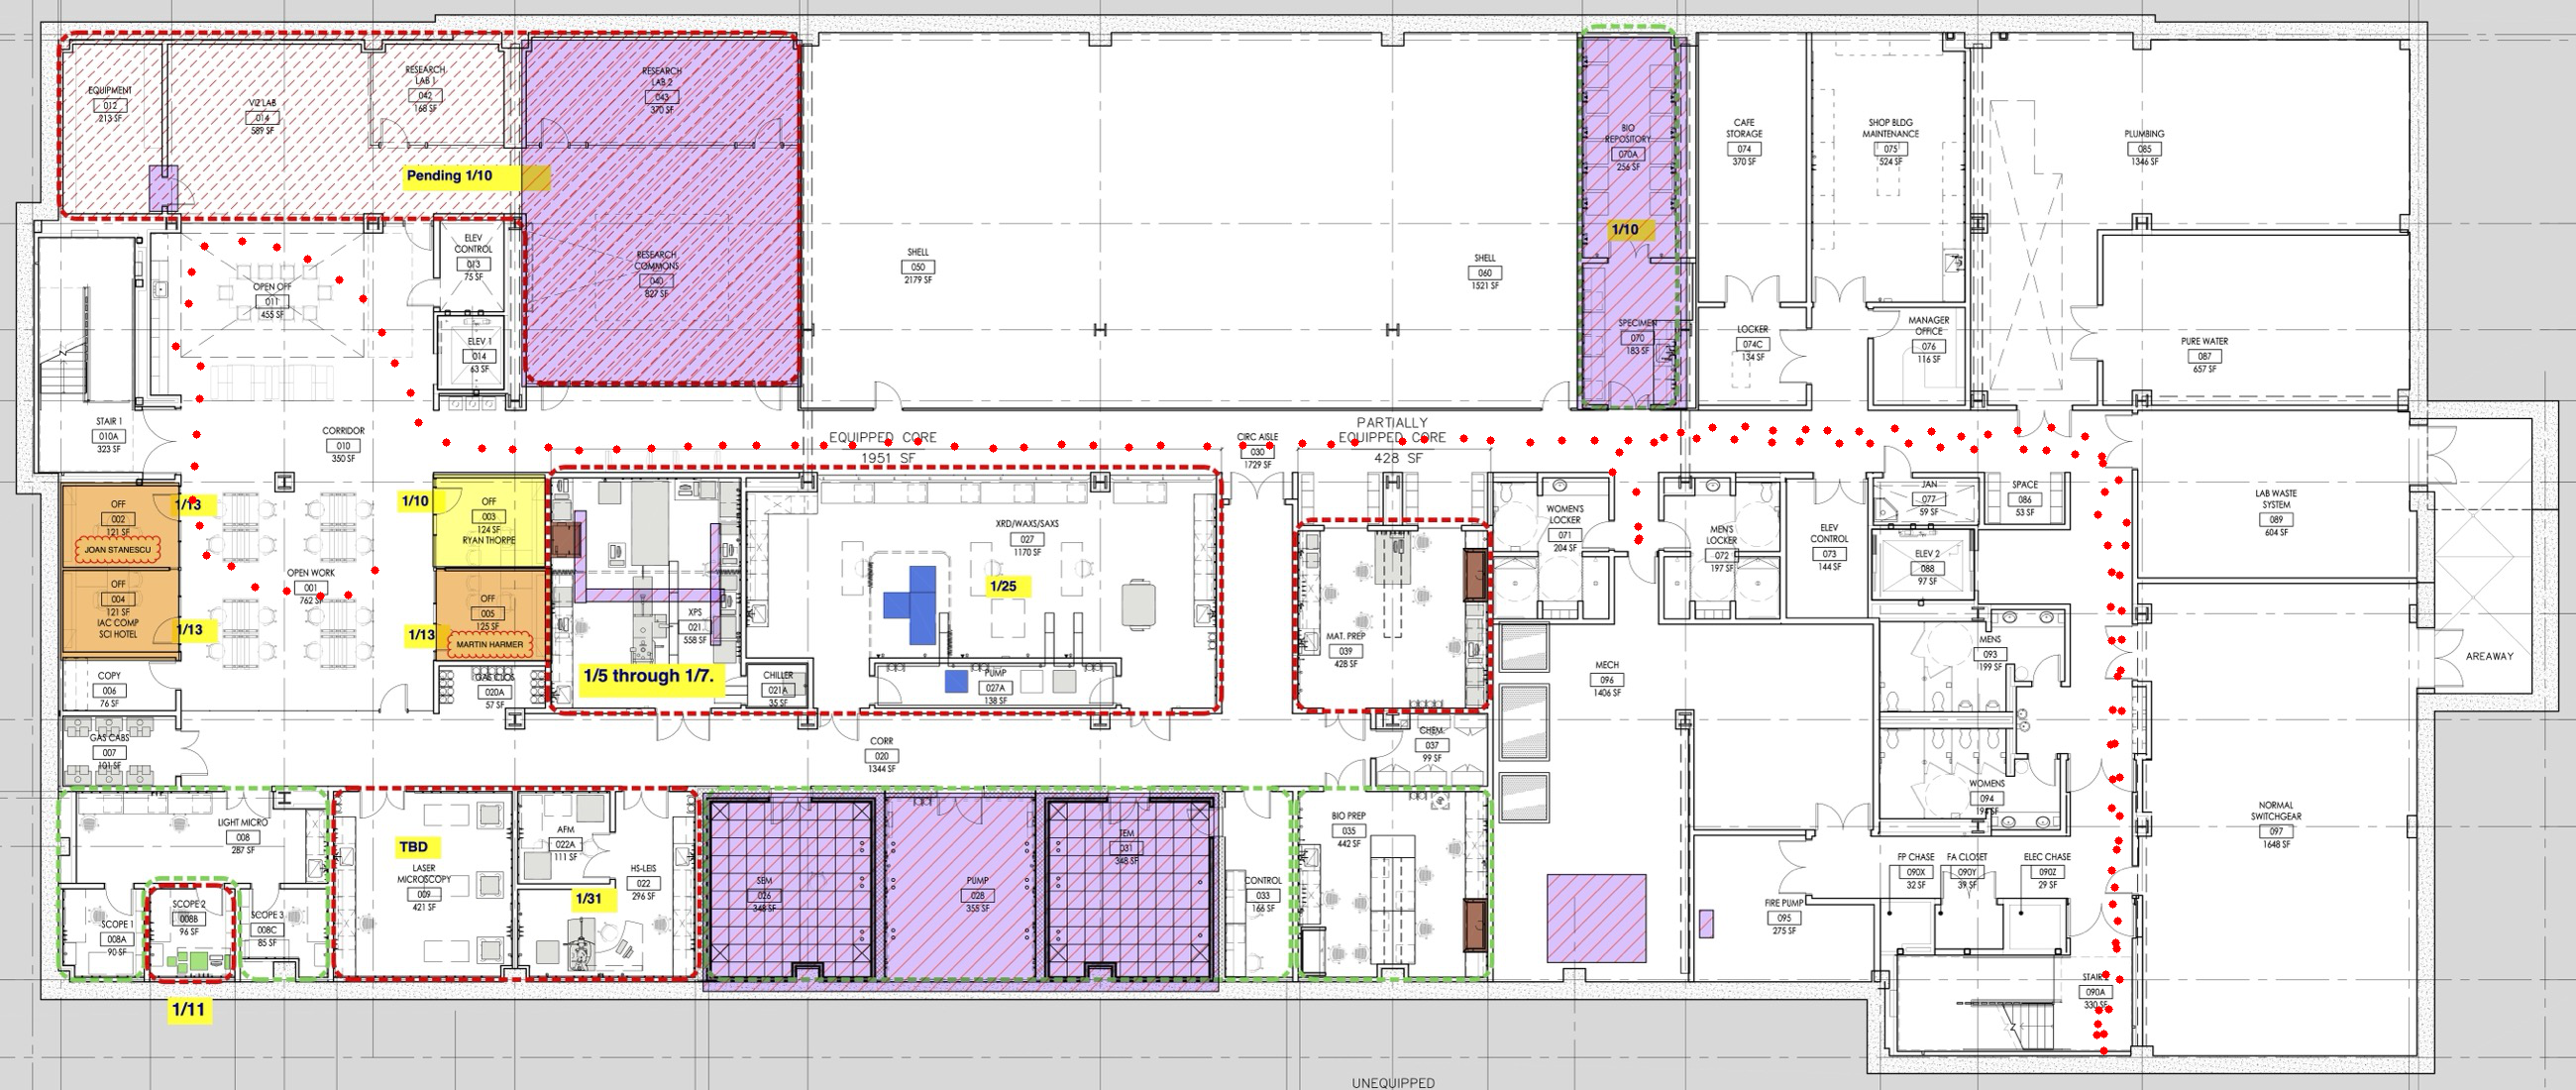 EQUIPMENT
012
213 SF
VIZ LAB
014
589 SF
RESEARCH
LAB 1
042
168 SF
Pending 1/10
RESEARCH
LAB 2
043
370 SF
RESEARCH
COMMONS
040
827 SF
SHELL
050
2179 SF
SHELL
060
1521 SF
BIO
REPOSITORY
070A
256 SF
1/10
SPECIMEN
070
183 SF
CAFE
STORAGE
074
370 SF
SHOP BLDG
MAINTENANCE
075
524 SF
PLUMBING
085
1346 SF
LOCKER
074C
134 SF
MANAGER
OFFICE
076
116 SF
PURE WATER
087
657 SF
OPEN OFF
011
455 SF
ELEV
CONTROL
013
75 SF
ELEV 1
014
63 SF
STAIR 1
010A
323 SF
CORRIDOR
010
350 SF
EQUIPPED CORE
1951 SF
CIRC AISLE
030
1729 SF
PARTIALLY
EQUIPPED CORE
428 SF
OFF
002
121 SF
JOAN STANESCU
1/13
OFF
004
121 SF
IAC COMP
SCI HOTEL
1/13
OPEN WORK
001
762 SF
1/10
OFF
003
124 SF
RYAN THORPE
OFF
005
125 SF
1/13
MARTIN HARMER
COPY
006
76 SF
GAS CLOS
020A
57 SF
XPS
021
558 SF
1/5 through 1/7.
CHILLER
021A
35 SF
XRD/WAXS/SAXS
027
1170 SF
1/25
PUMP
027A
138 SF
MAT. PREP
039
428 SF
WOMEN'S
LOCKER
071
204 SF
MEN'S
LOCKER
072
197 SF
ELEV
CONTROL
073
144 SF
JAN
077
59 SF
SPACE
086
53 SF
ELEV 2
088
97 SF
LAB WASTE
SYSTEM
089
604 SF
AREAWAY
MECH
096
1406 SF
MENS
093
199 SF
WOMENS
094
194 SF
NORMAL
SWITCHGEAR
097
1648 SF
GAS CABS
007
101 SF
CORR
020
1344 SF
CHEM.
037
99 SF
LIGHT MICRO
008
287 SF
SCOPE 1
008A
90 SF
SCOPE 2
008B
96 SF
SCOPE 3
008C
85 SF
1/11
TBD
LASER
MICROSCOPY
009
421 SF
AFM
022A
111 SF
HS-LEIS
022
296 SF
1/31
SEM
026
348 SF
PUMP
028
355 SF
TEM
031
348 SF
CONTROL
033
166 SF
BIO PREP
035
442 SF
FIRE PUMP
095
275 SF
FP CHASE
090X
32 SF
FA CLOSET
090Y
39 SF
ELEC CHASE
090Z
29 SF
STAIR
090A
330 SF
UNEQUIPPED